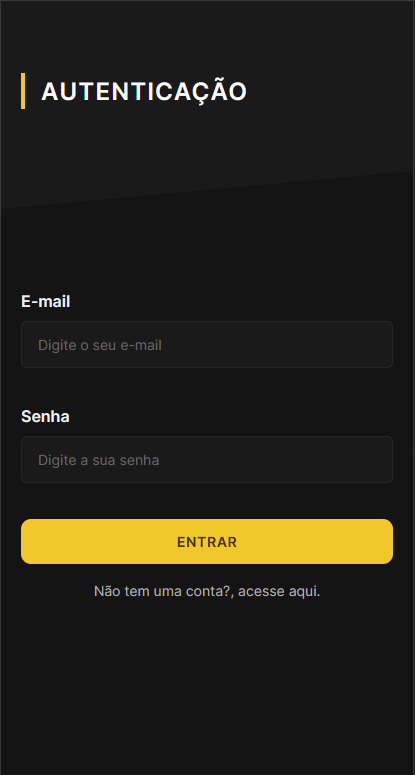 AUTENTICAÇÃO
E-mail
Digite o seu e-mail
Senha
Digite a sua senha
ENTRAR
Não tem uma conta?, acesse aqui.